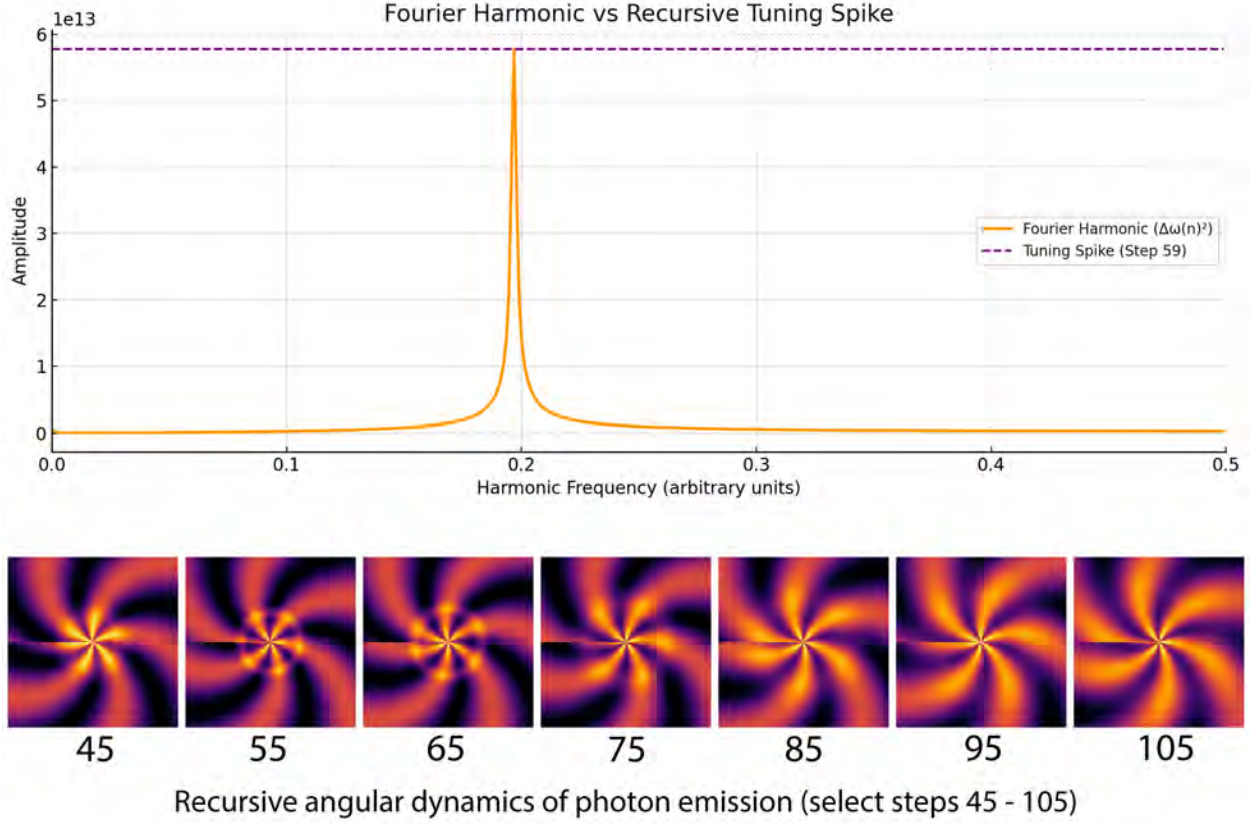 Fourier Harmonic vs Recursive Tuning Spike
1e13
6
5
4
3
2
1
0
Amplitude
Fourier Harmonic (Δω(n)²)
Tuning Spike (Step 59)
0.0 0.1 0.2 0.3 0.4 0.5
Harmonic Frequency (arbitrary units)
45 55 65 75 85 95 105
Recursive angular dynamics of photon emission (select steps 45 - 105)